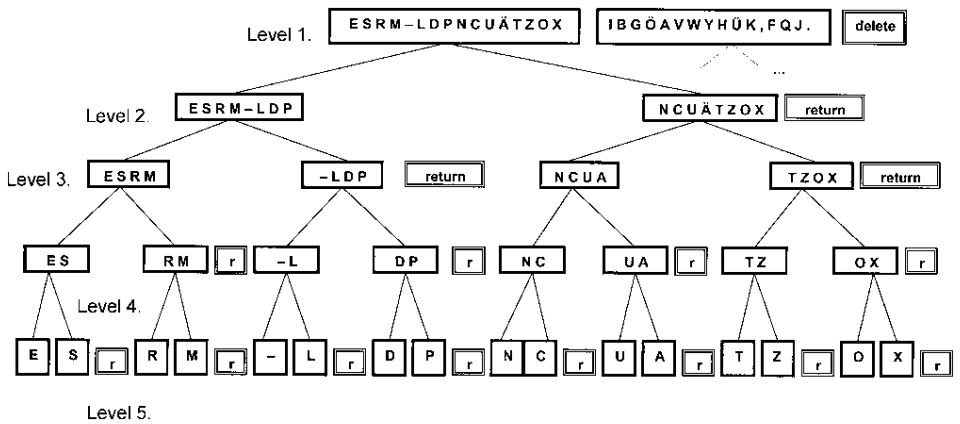 Level 1. ESRM–LDPNCUÄTZOX IBGÖAVWYHÜK,FQJ. delete
...
Level 2. ESRM–LDP NCUÄTZOX return
Level 3. ESRM –LDP return NCUA TZOX return
ES RM r –L DP r NC UA r TZ OX r
Level 4.
E S r R M r – L r D P r N C r U A r T Z r O X r
Level 5.